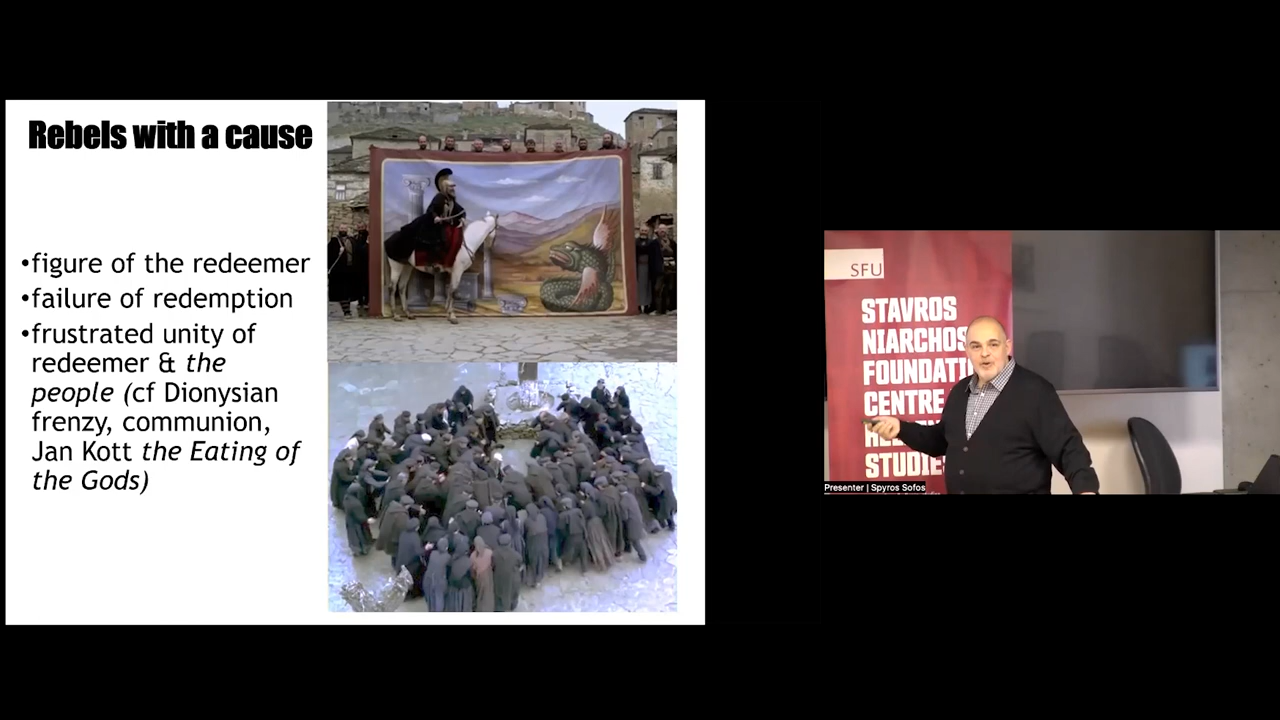 Rebels with a cause
•figure of the redeemer
•failure of redemption
•frustrated unity of
redeemer & the
people (cf Dionysian
frenzy, communion,
Jan Kott the Eating of
the Gods)
SFU
STAVROS
NIARCHOS
FOUNDATI
CENTRE
STUDIE
Presenter | Spyros Sofos